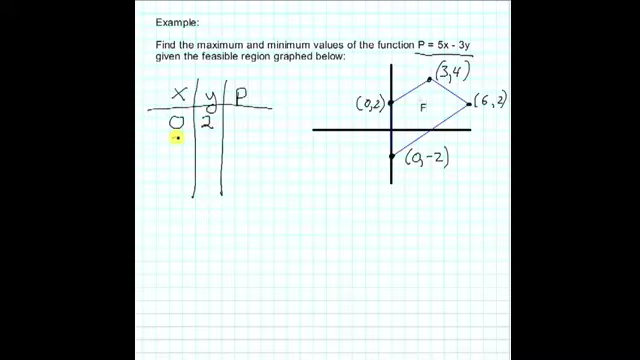 Example:
Find the maximum and minimum values of the function P = 5x - 3y
given the feasible region graphed below:
(3,4)
x y P
(0,2)
F
(6,2)
0 2
(0,-2)